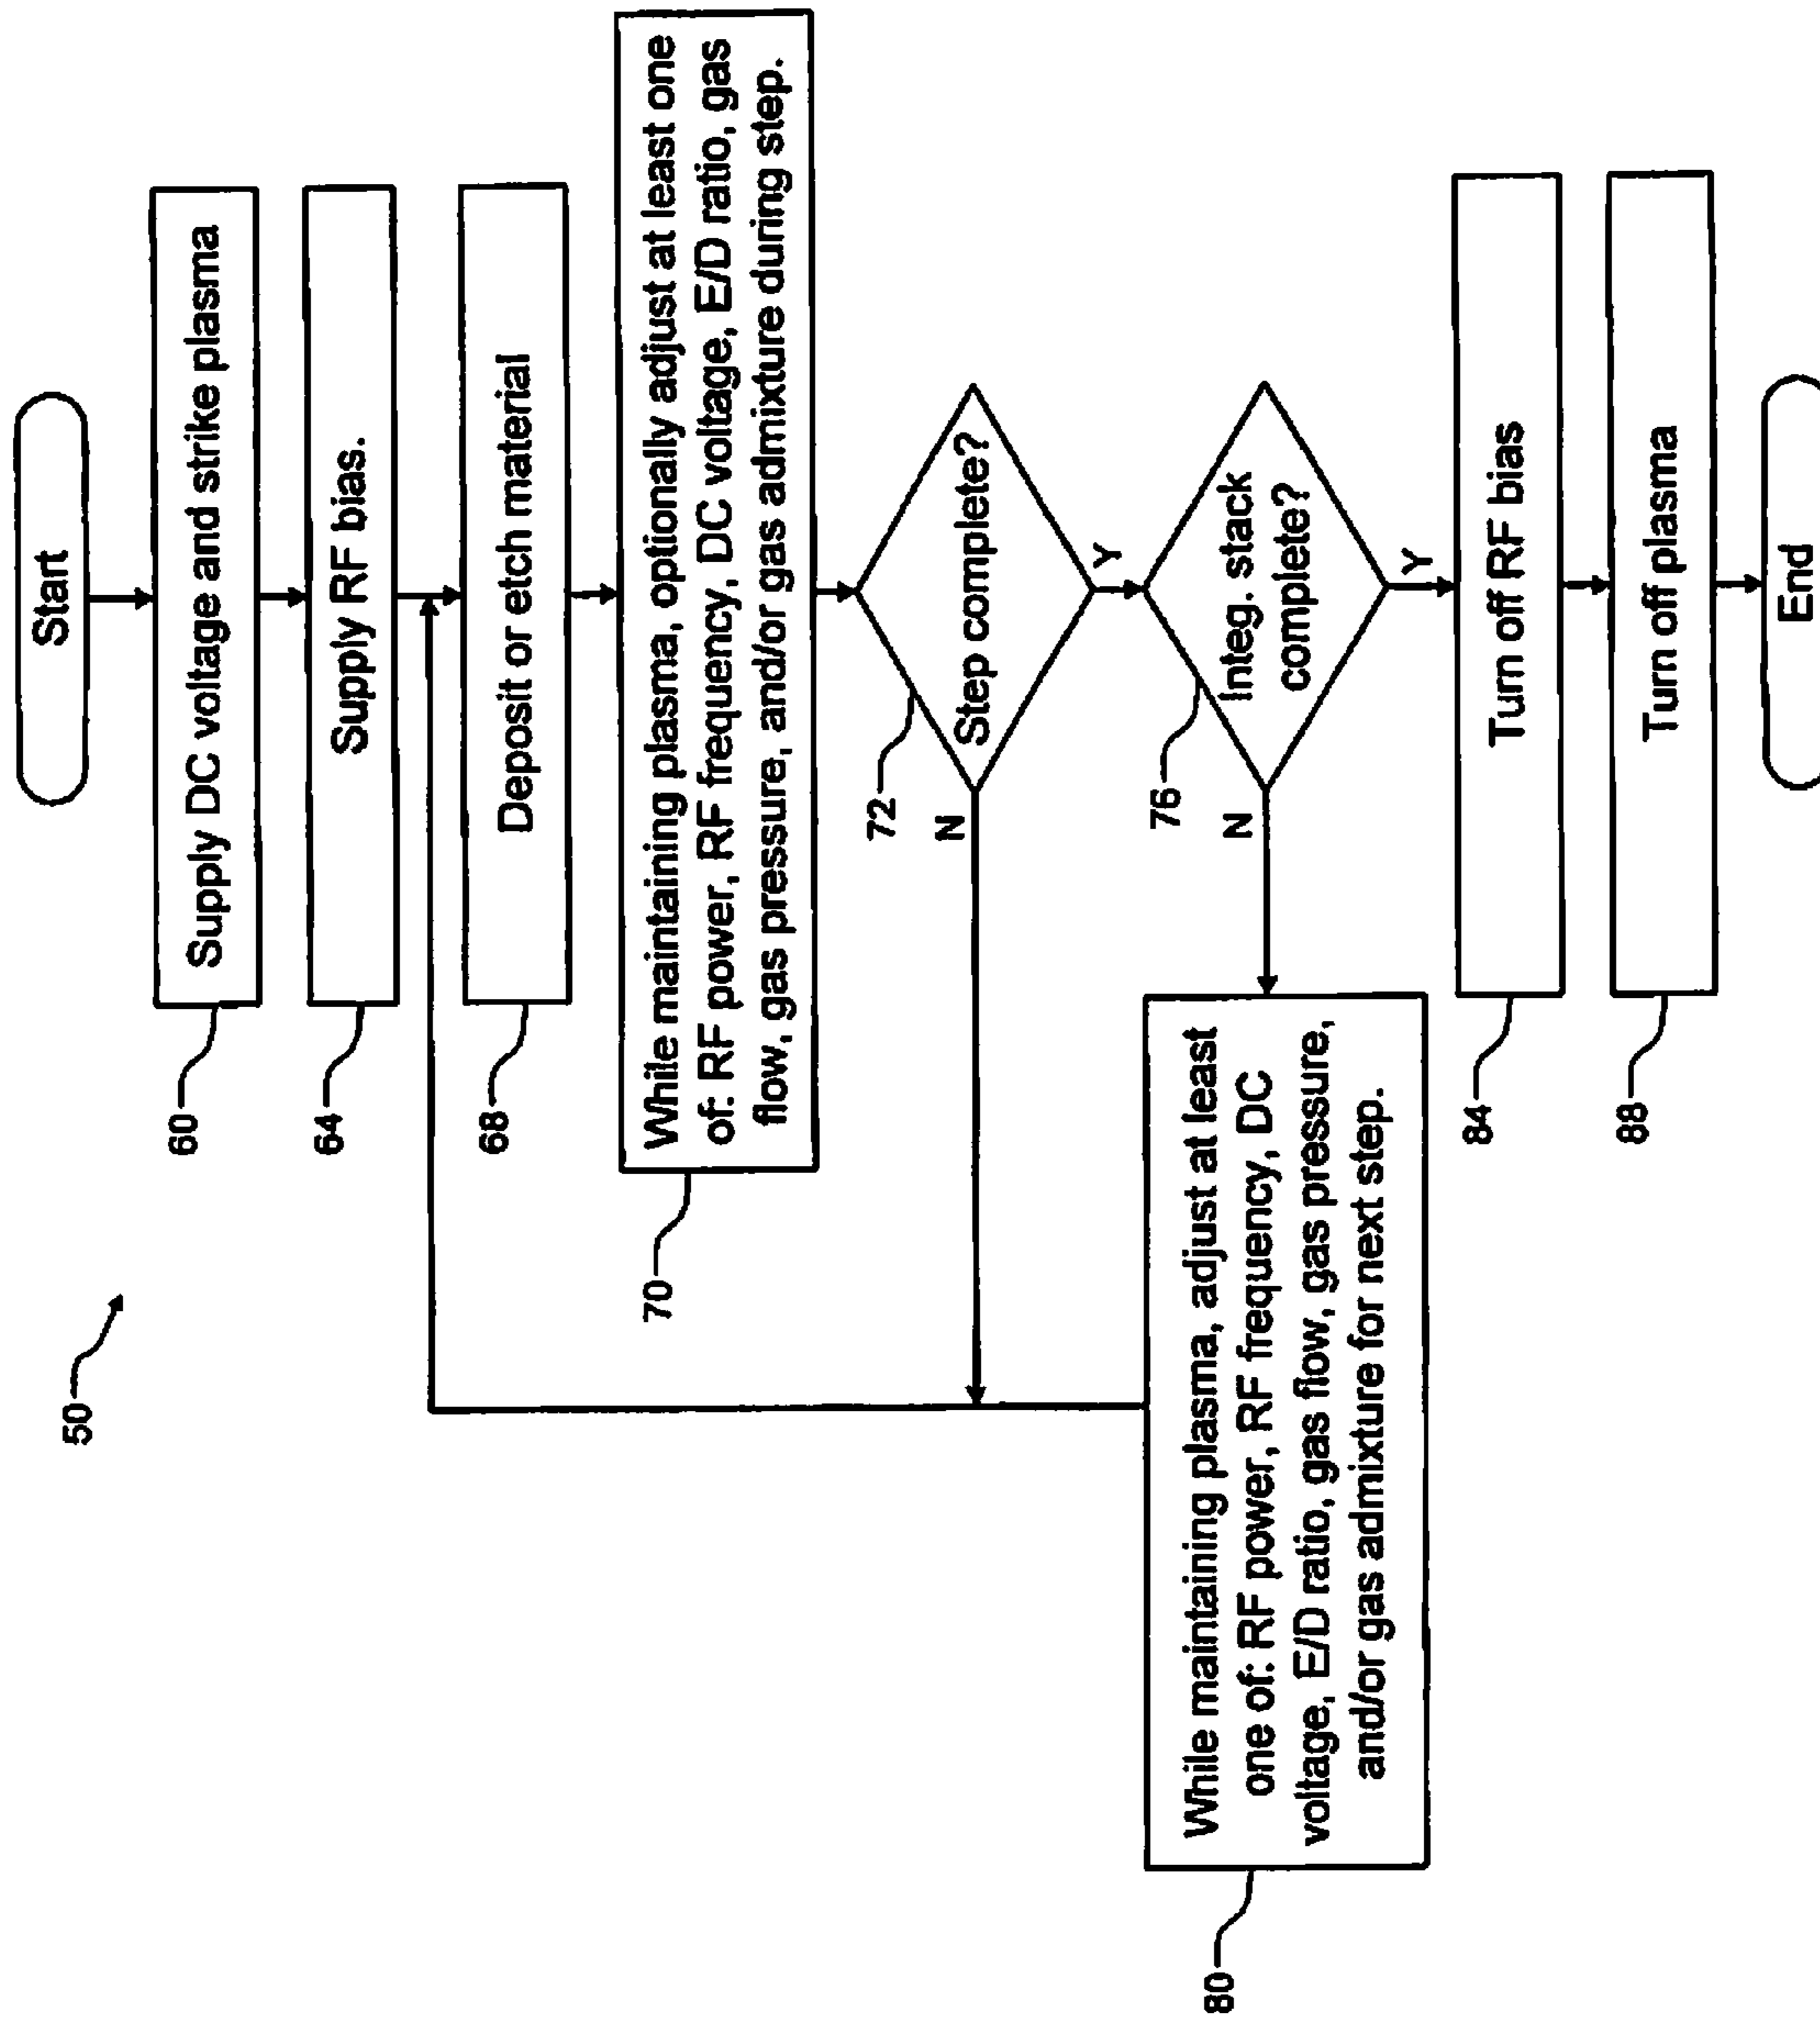 50
Start
Supply DC voltage and strike plasma
60
Supply RF bias.
64
Deposit or etch material
68
While maintaining plasma, optionally adjust at least one
of: RF power, RF frequency, DC voltage, E/D ratio, gas
flow, gas pressure, and/or gas admixture during step.
70
Step complete?
72
N
Y
Integ. stack
complete?
76
N
Y
While maintaining plasma, adjust at least
one of: RF power, RF frequency, DC
voltage, E/D ratio, gas flow, gas pressure,
and/or gas admixture for next step.
80
Turn off RF bias
84
Turn off plasma
88
End